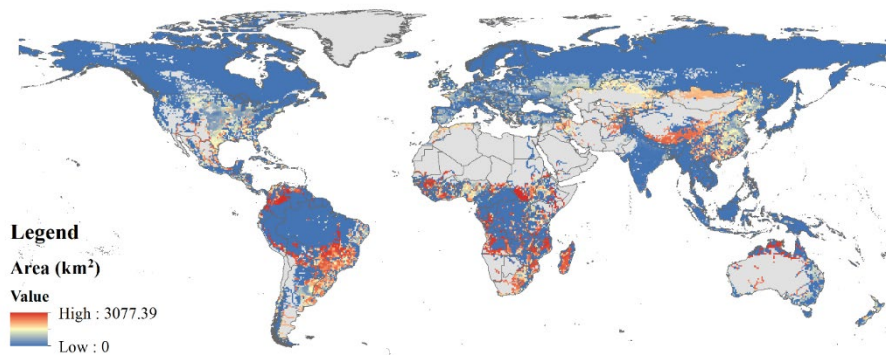 Legend
Area (km²)
Value
High : 3077.39
Low : 0